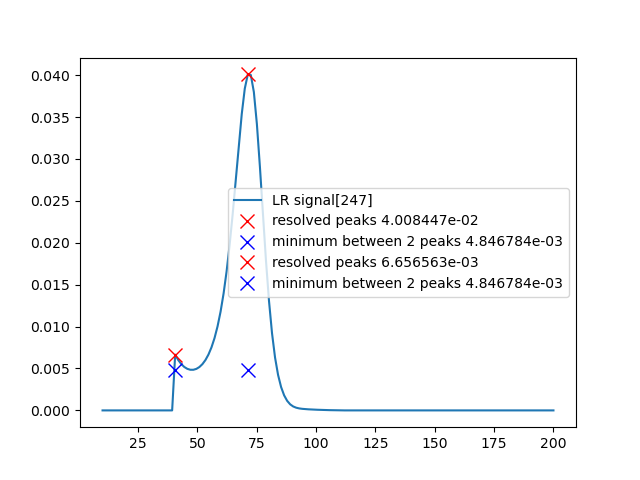 0.040
0.035
0.030
0.025
0.020
0.015
0.010
0.005
0.000
LR signal[247]
resolved peaks 4.008447e-02
minimum between 2 peaks 4.846784e-03
resolved peaks 6.656563e-03
minimum between 2 peaks 4.846784e-03
25 50 75 100 125 150 175 200